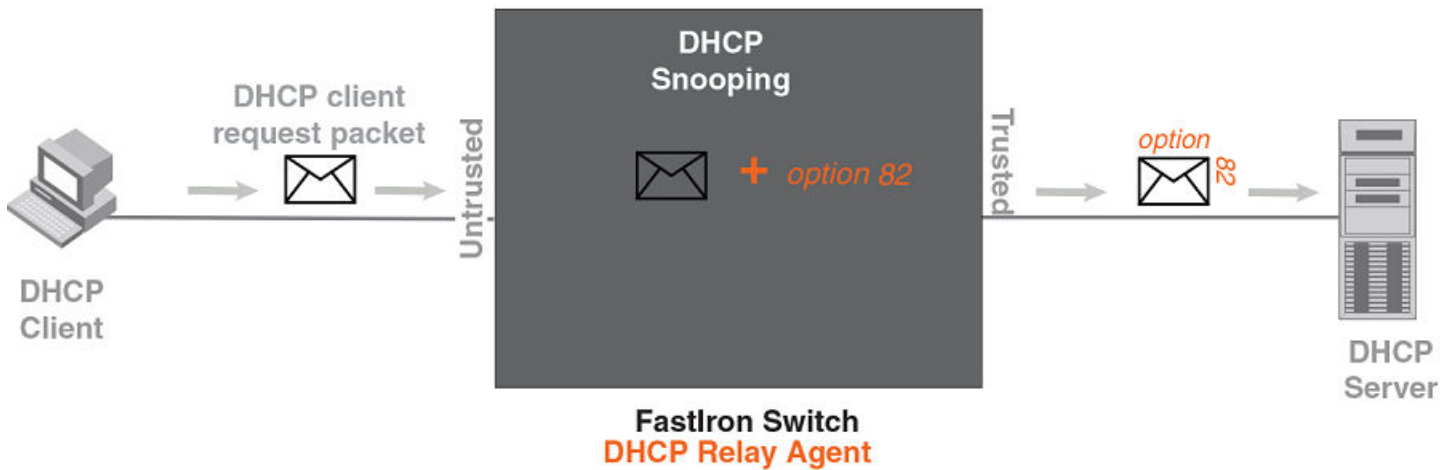 DHCP
Snooping
DHCP client
request packet
Untrusted
+ option 82
Trusted
option
82
DHCP
Client
DHCP
Server
FastIron Switch
DHCP Relay Agent